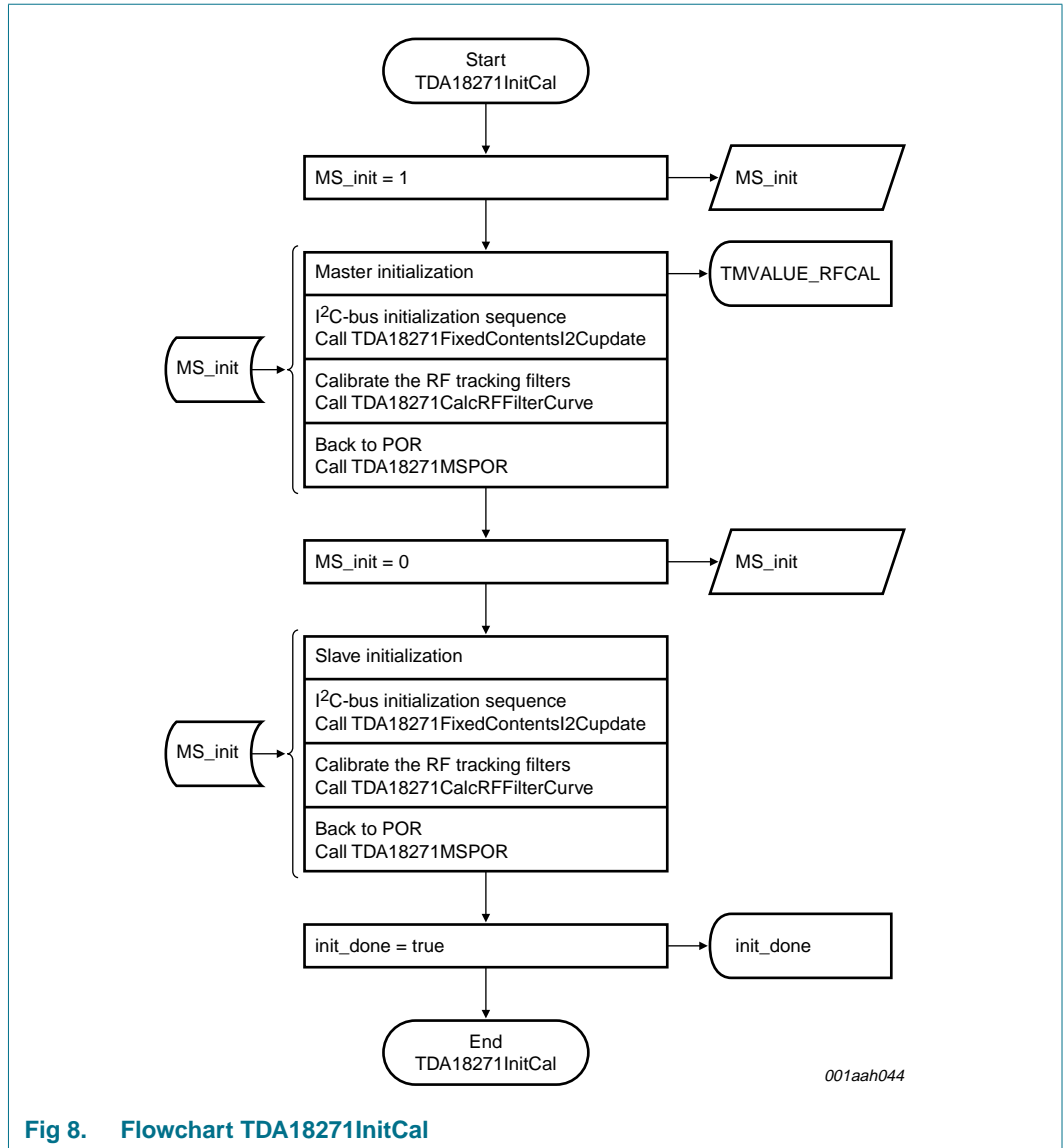 Start
TDA18271InitCal
MS_init = 1
MS_init
Master initialization
TMVALUE_RFCAL
I2C-bus initialization sequence
Call TDA18271FixedContentsI2Cupdate
MS_init
Calibrate the RF tracking filters
Call TDA18271CalcRFFilterCurve
Back to POR
Call TDA18271MSPOR
MS_init = 0
MS_init
Slave initialization
I2C-bus initialization sequence
Call TDA18271FixedContentsI2Cupdate
MS_init
Calibrate the RF tracking filters
Call TDA18271CalcRFFilterCurve
Back to POR
Call TDA18271MSPOR
init_done = true
init_done
End
TDA18271InitCal
001aah044
Fig 8. Flowchart TDA18271InitCal